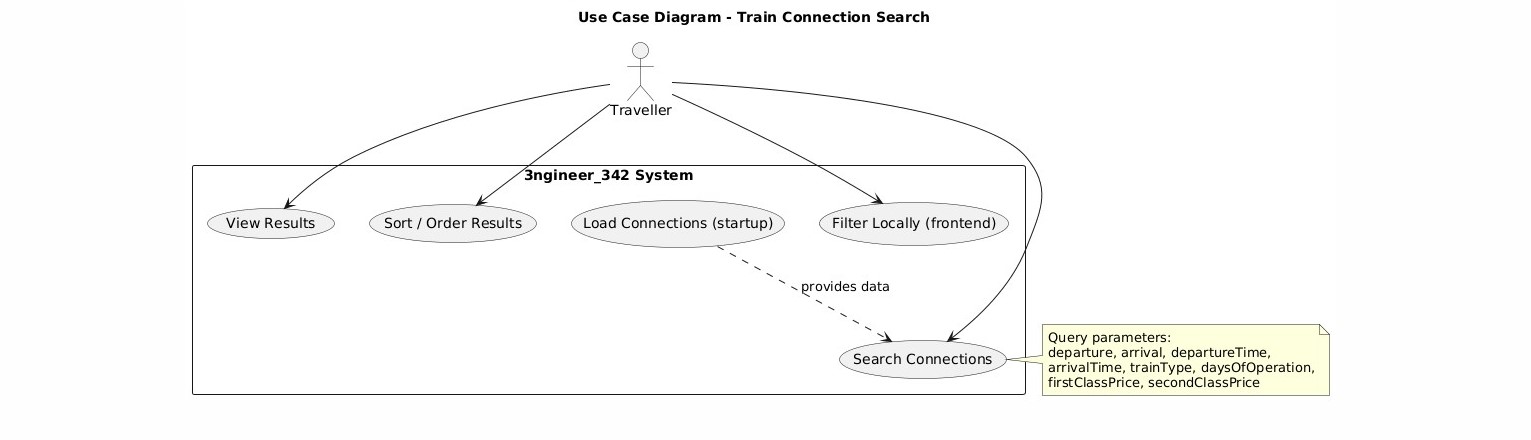 Use Case Diagram - Train Connection Search
Traveller
3ngineer_342 System
View Results
Sort / Order Results
Load Connections (startup)
Filter Locally (frontend)
provides data
Search Connections
Query parameters:
departure, arrival, departureTime,
arrivalTime, trainType, daysOfOperation,
firstClassPrice, secondClassPrice